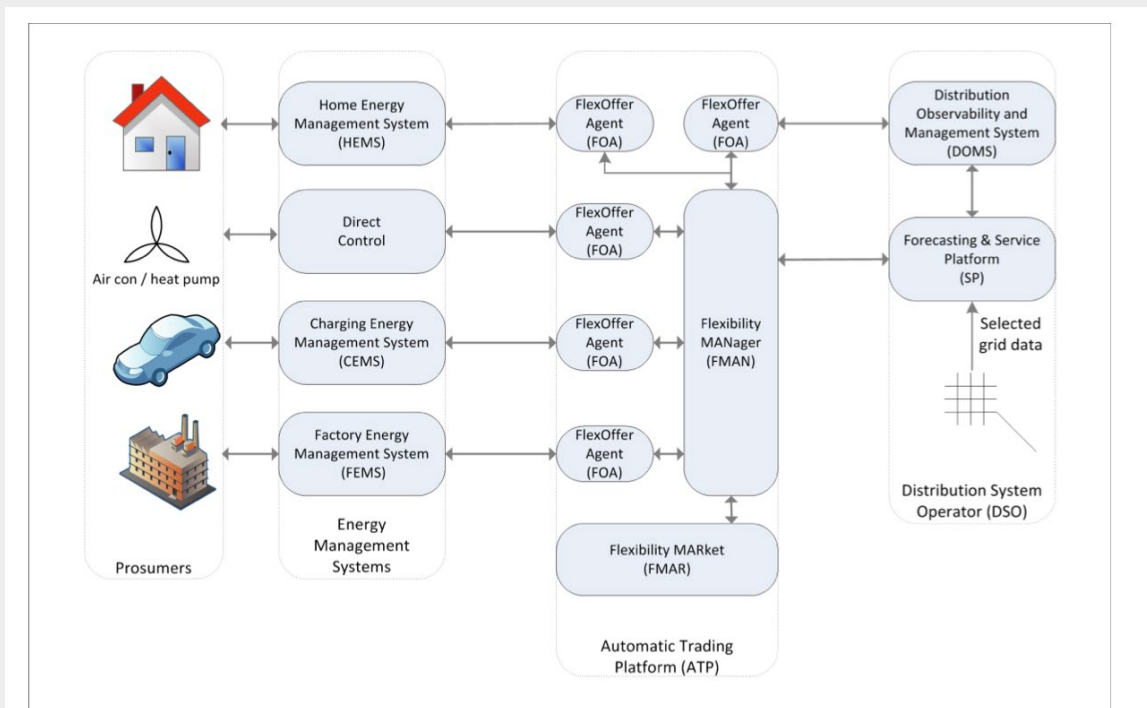 Home Energy
Management System
(HEMS)
FlexOffer
Agent
(FOA)
FlexOffer
Agent
(FOA)
Distribution
Observability and
Management System
(DOMS)
Air con / heat pump
Direct
Control
FlexOffer
Agent
(FOA)
Forecasting & Service
Platform
(SP)
Charging Energy
Management System
(CEMS)
FlexOffer
Agent
(FOA)
Flexibility
MANager
(FMAN)
Selected
grid data
Factory Energy
Management System
(FEMS)
FlexOffer
Agent
(FOA)
Distribution System
Operator (DSO)
Prosumers
Energy
Management
Systems
Flexibility MARket
(FMAR)
Automatic Trading
Platform (ATP)